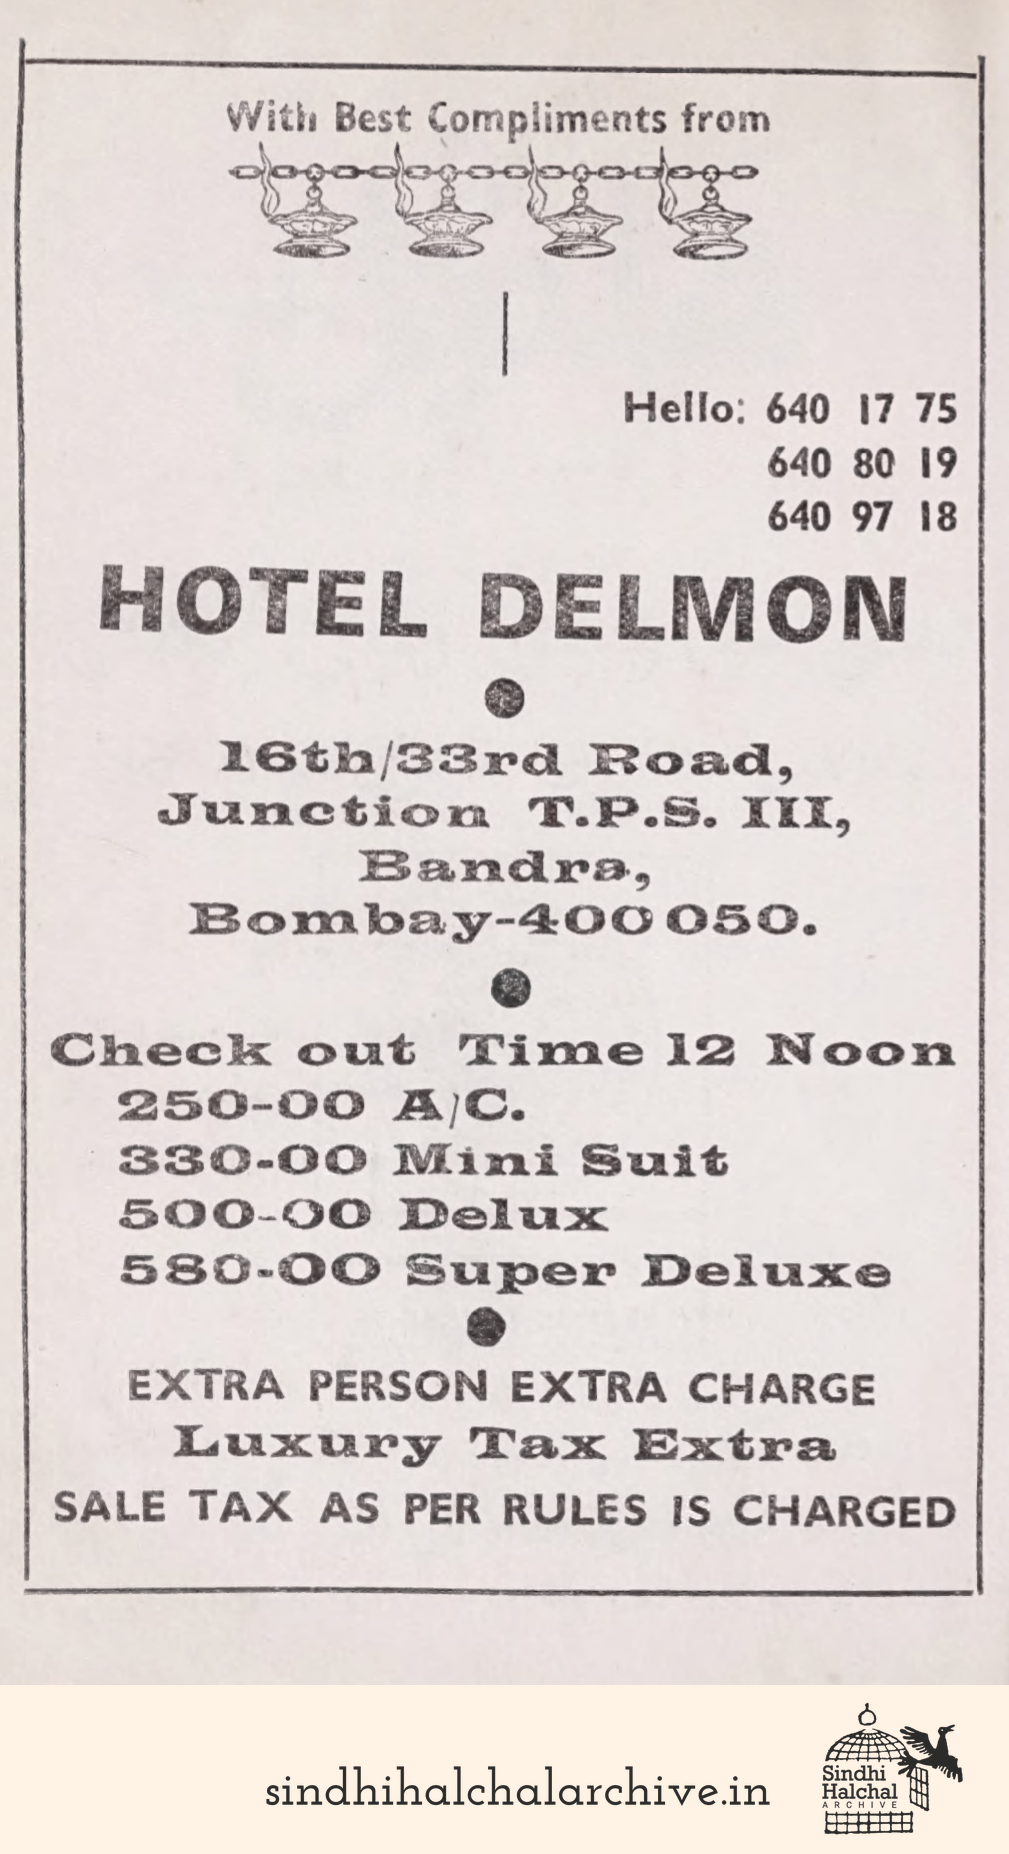 With Best Compliments from
Hello: 640 17 75
640 80 19
640 97 18
HOTEL DELMON
16th/33rd Road,
Junction T.P.S. III,
Bandra,
Bombay-400 050.
Check out Time 12 Noon
250-00 A/C.
330-00 Mini Suit
500-00 Delux
580-00 Super Deluxe
EXTRA PERSON EXTRA CHARGE
Luxury Tax Extra
SALE TAX AS PER RULES IS CHARGED
sindhihalchalarchive.in
Sindhi
Halchal
ARCHIVE